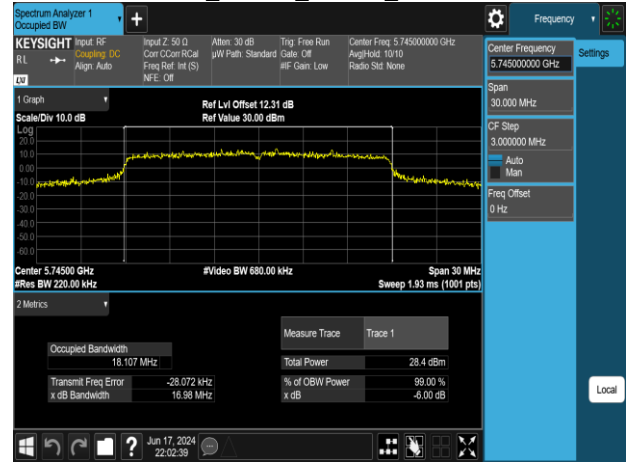 Spectrum Analyzer 1
Occupied BW
Frequency
KEYSIGHT
RL
LXI
Input: RF
Coupling: DC
Align: Auto
Input Z: 50 Ω
Corr CCorr RCal
Freq Ref: Int (S)
NFE: Off
Atten: 30 dB
µW Path: Standard
Trig: Free Run
Gate: Off
#IF Gain: Low
Center Freq: 5.745000000 GHz
Avg|Hold: 10/10
Radio Std: None
Center Frequency
5.745000000 GHz
Settings
Span
30.000 MHz
CF Step
3.000000 MHz
Auto
Man
Freq Offset
0 Hz
Local
1 Graph
Scale/Div 10.0 dB
Ref Lvl Offset 12.31 dB
Ref Value 30.00 dBm
Log
20.0
10.0
0.00
-10.0
-20.0
-30.0
-40.0
-50.0
-60.0
Center 5.74500 GHz
#Video BW 680.00 kHz
Span 30 MHz
#Res BW 220.00 kHz
Sweep 1.93 ms (1001 pts)
2 Metrics
Measure Trace
Trace 1
Occupied Bandwidth
18.107 MHz
Total Power
28.4 dBm
Transmit Freq Error
-28.072 kHz
% of OBW Power
99.00 %
x dB Bandwidth
16.98 MHz
x dB
-6.00 dB
?
Jun 17, 2024
22:02:39